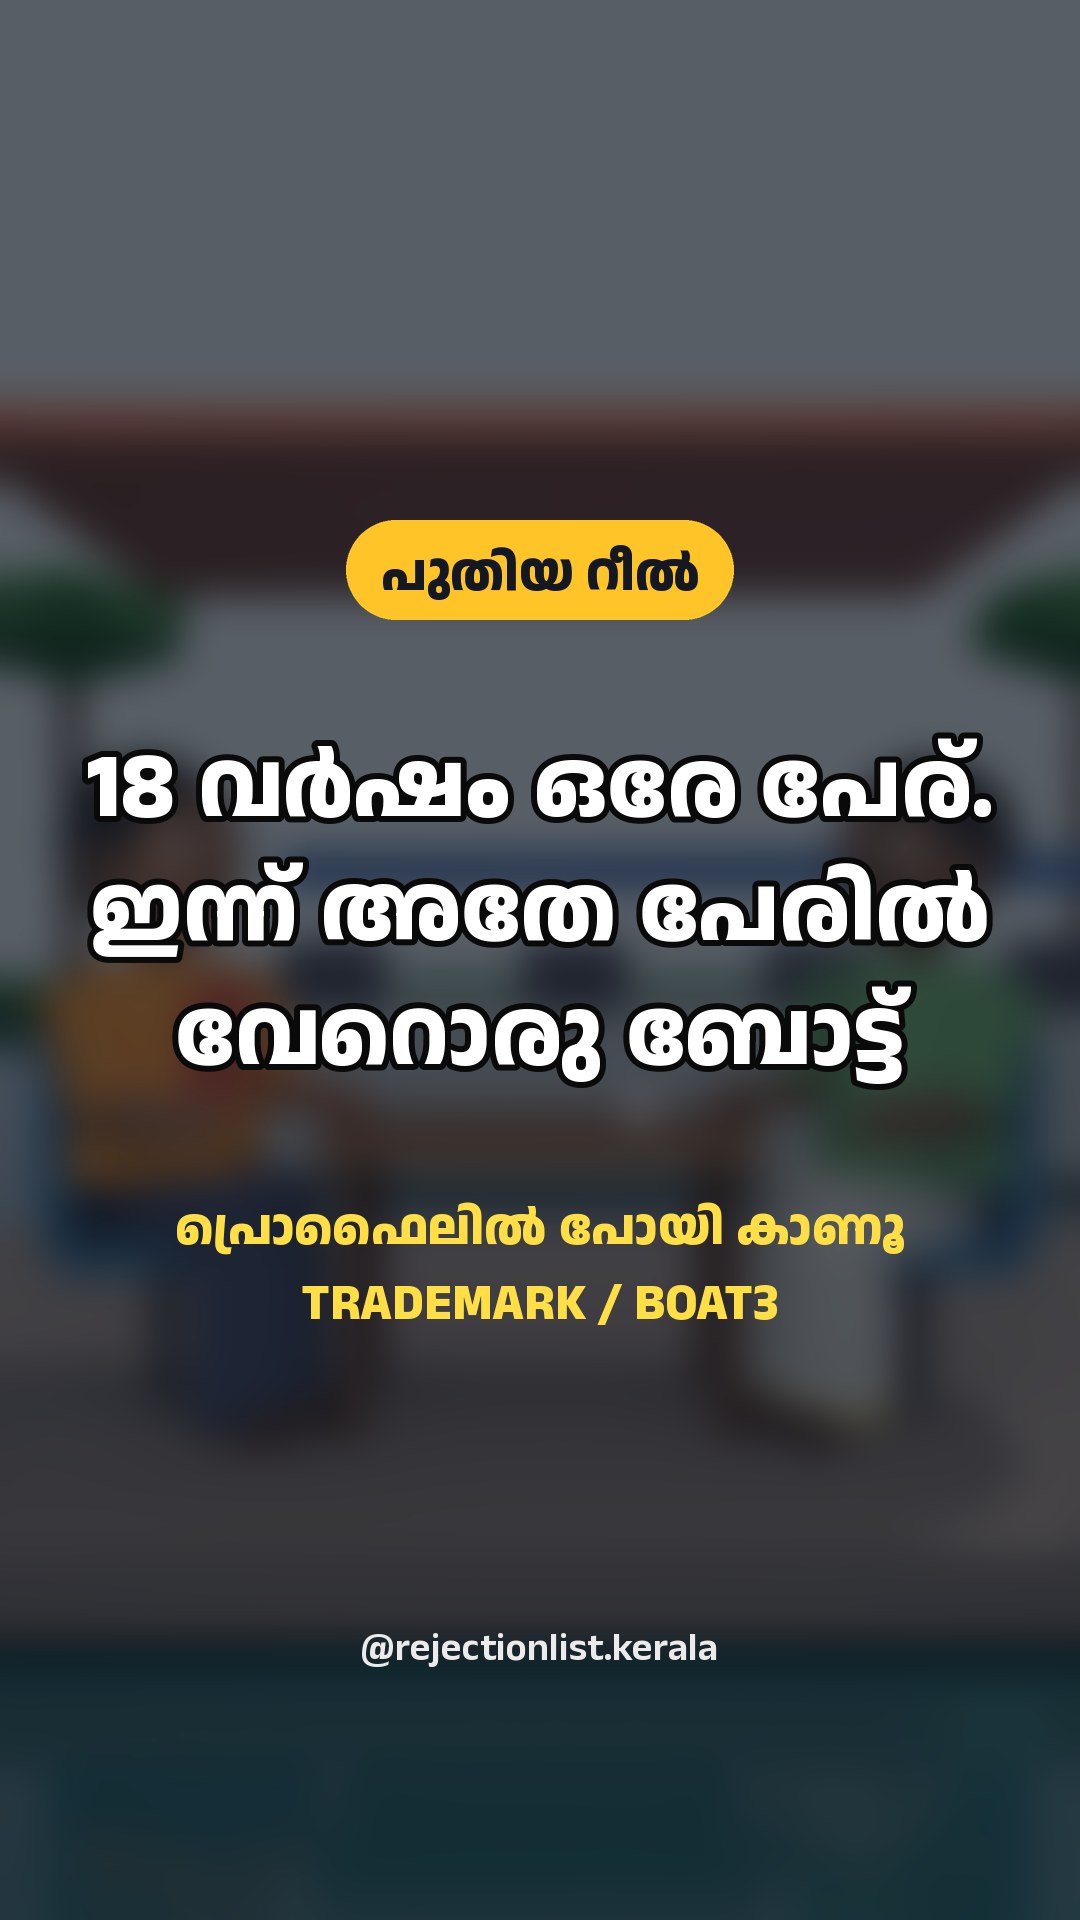 പുതിയ റീൽ
18 വർഷം ഒരേ പേര്.
ഇന്ന് അതേ പേരിൽ
വേറൊരു ബോട്ട്
പ്രൊഫൈലിൽ പോയി കാണൂ
TRADEMARK / BOAT3
@rejectionlist.kerala